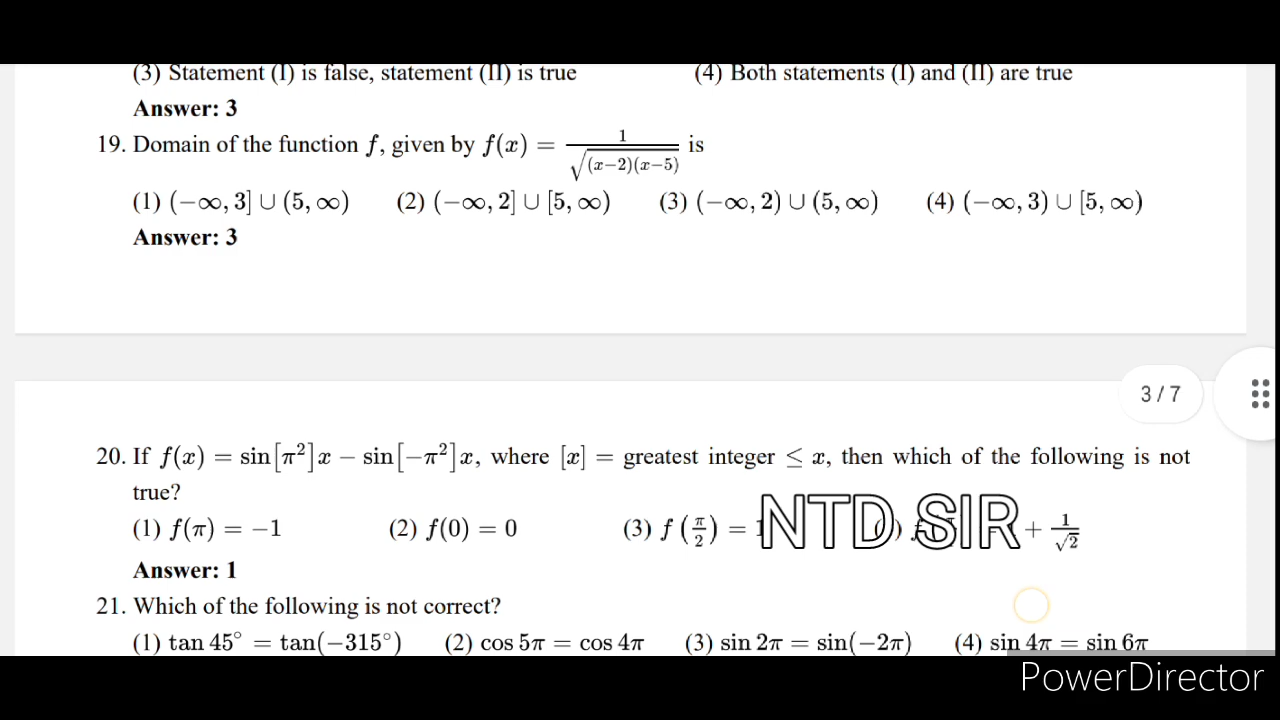 (3) Statement (I) is false, statement (II) is true (4) Both statements (I) and (II) are true
Answer: 3
19. Domain of the function f, given by f(x) = 1/√((x−2)(x−5)) is
(1) (−∞, 3] ∪ (5, ∞) (2) (−∞, 2] ∪ [5, ∞) (3) (−∞, 2) ∪ (5, ∞) (4) (−∞, 3) ∪ [5, ∞)
Answer: 3
3 / 7
20. If f(x) = sin[π²]x − sin[−π²]x, where [x] = greatest integer ≤ x, then which of the following is not
true?
(1) f(π) = −1 (2) f(0) = 0 (3) f(π/2) = 1 + 1/√2
NTD SIR
Answer: 1
21. Which of the following is not correct?
(1) tan 45° = tan(−315°) (2) cos 5π = cos 4π (3) sin 2π = sin(−2π) (4) sin 4π = sin 6π
PowerDirector